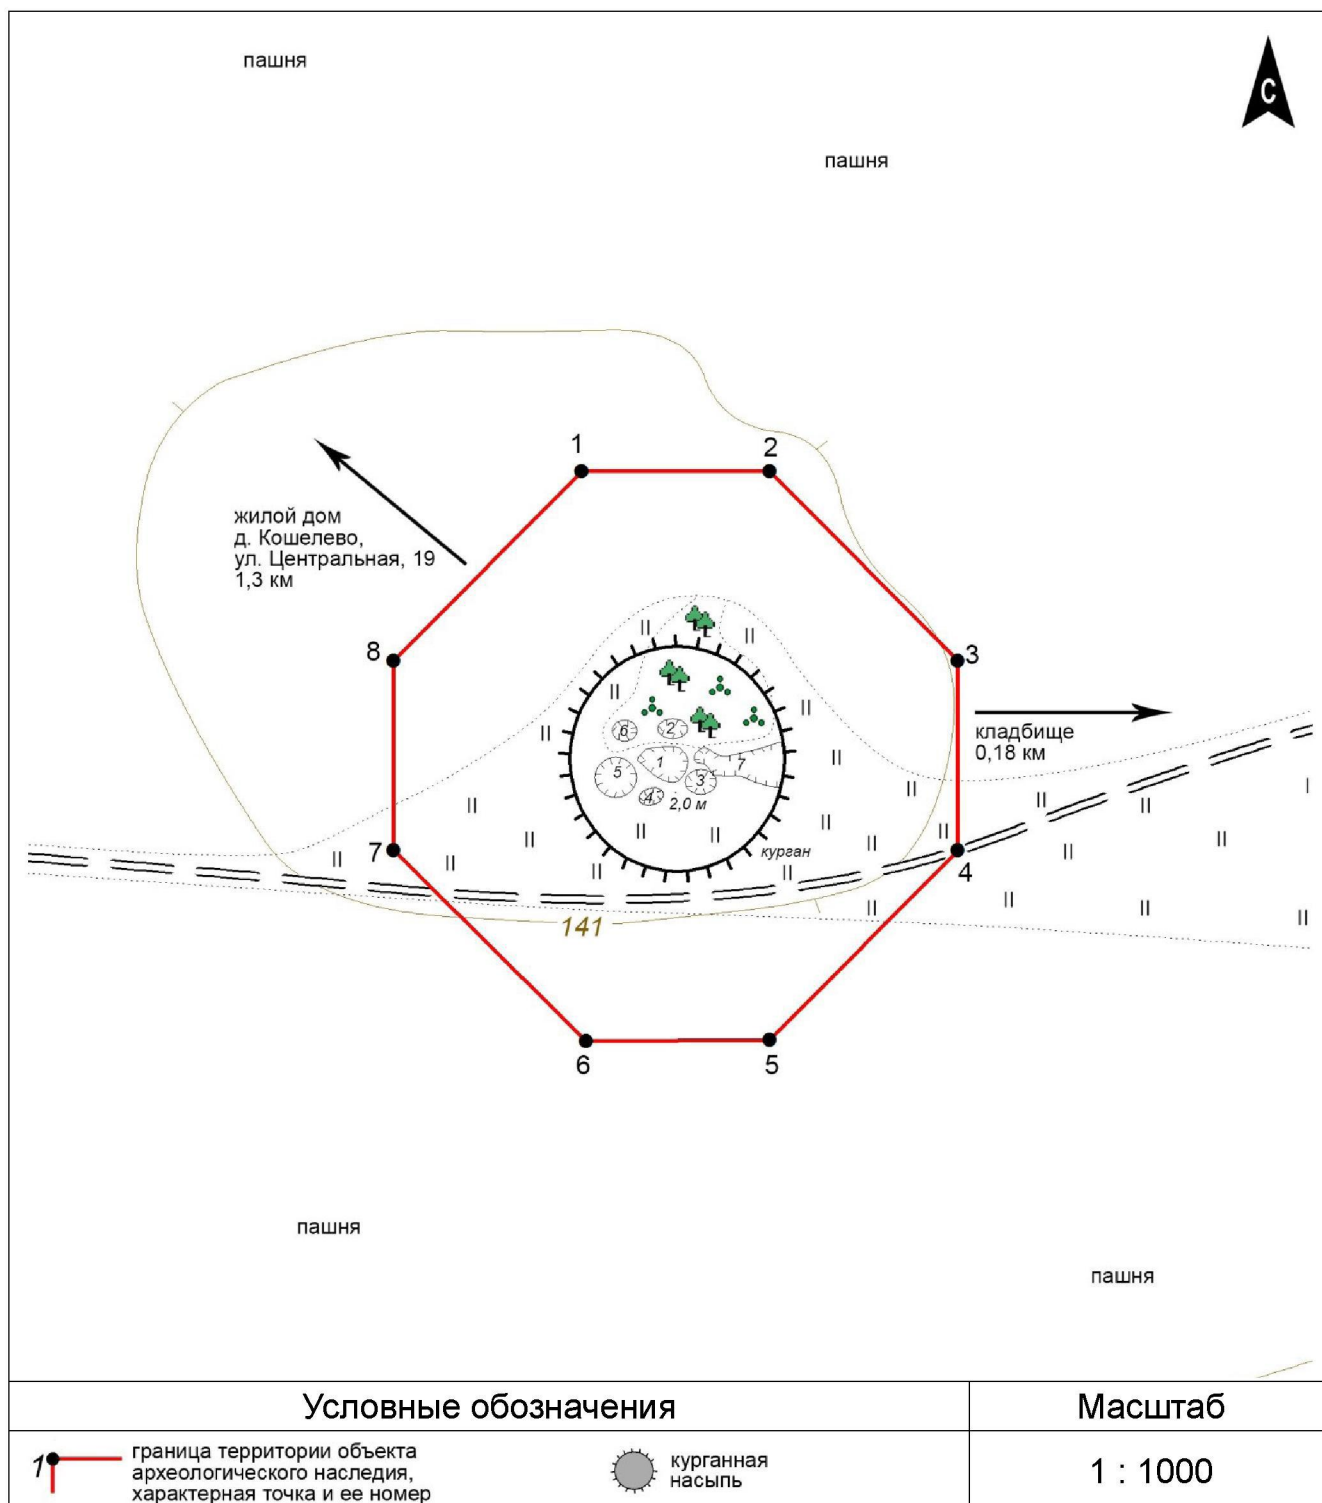 пашня
С
пашня
1
2
жилой дом
д. Кошелево,
ул. Центральная, 19
1,3 км
8
3
кладбище
0,18 км
6
2
1
7
5
3
4
2,0 м
курган
7
4
141
6
5
пашня
пашня
Условные обозначения
Масштаб
1
граница территории объекта
археологического наследия,
характерная точка и ее номер
курганная
насыпь
1 : 1000